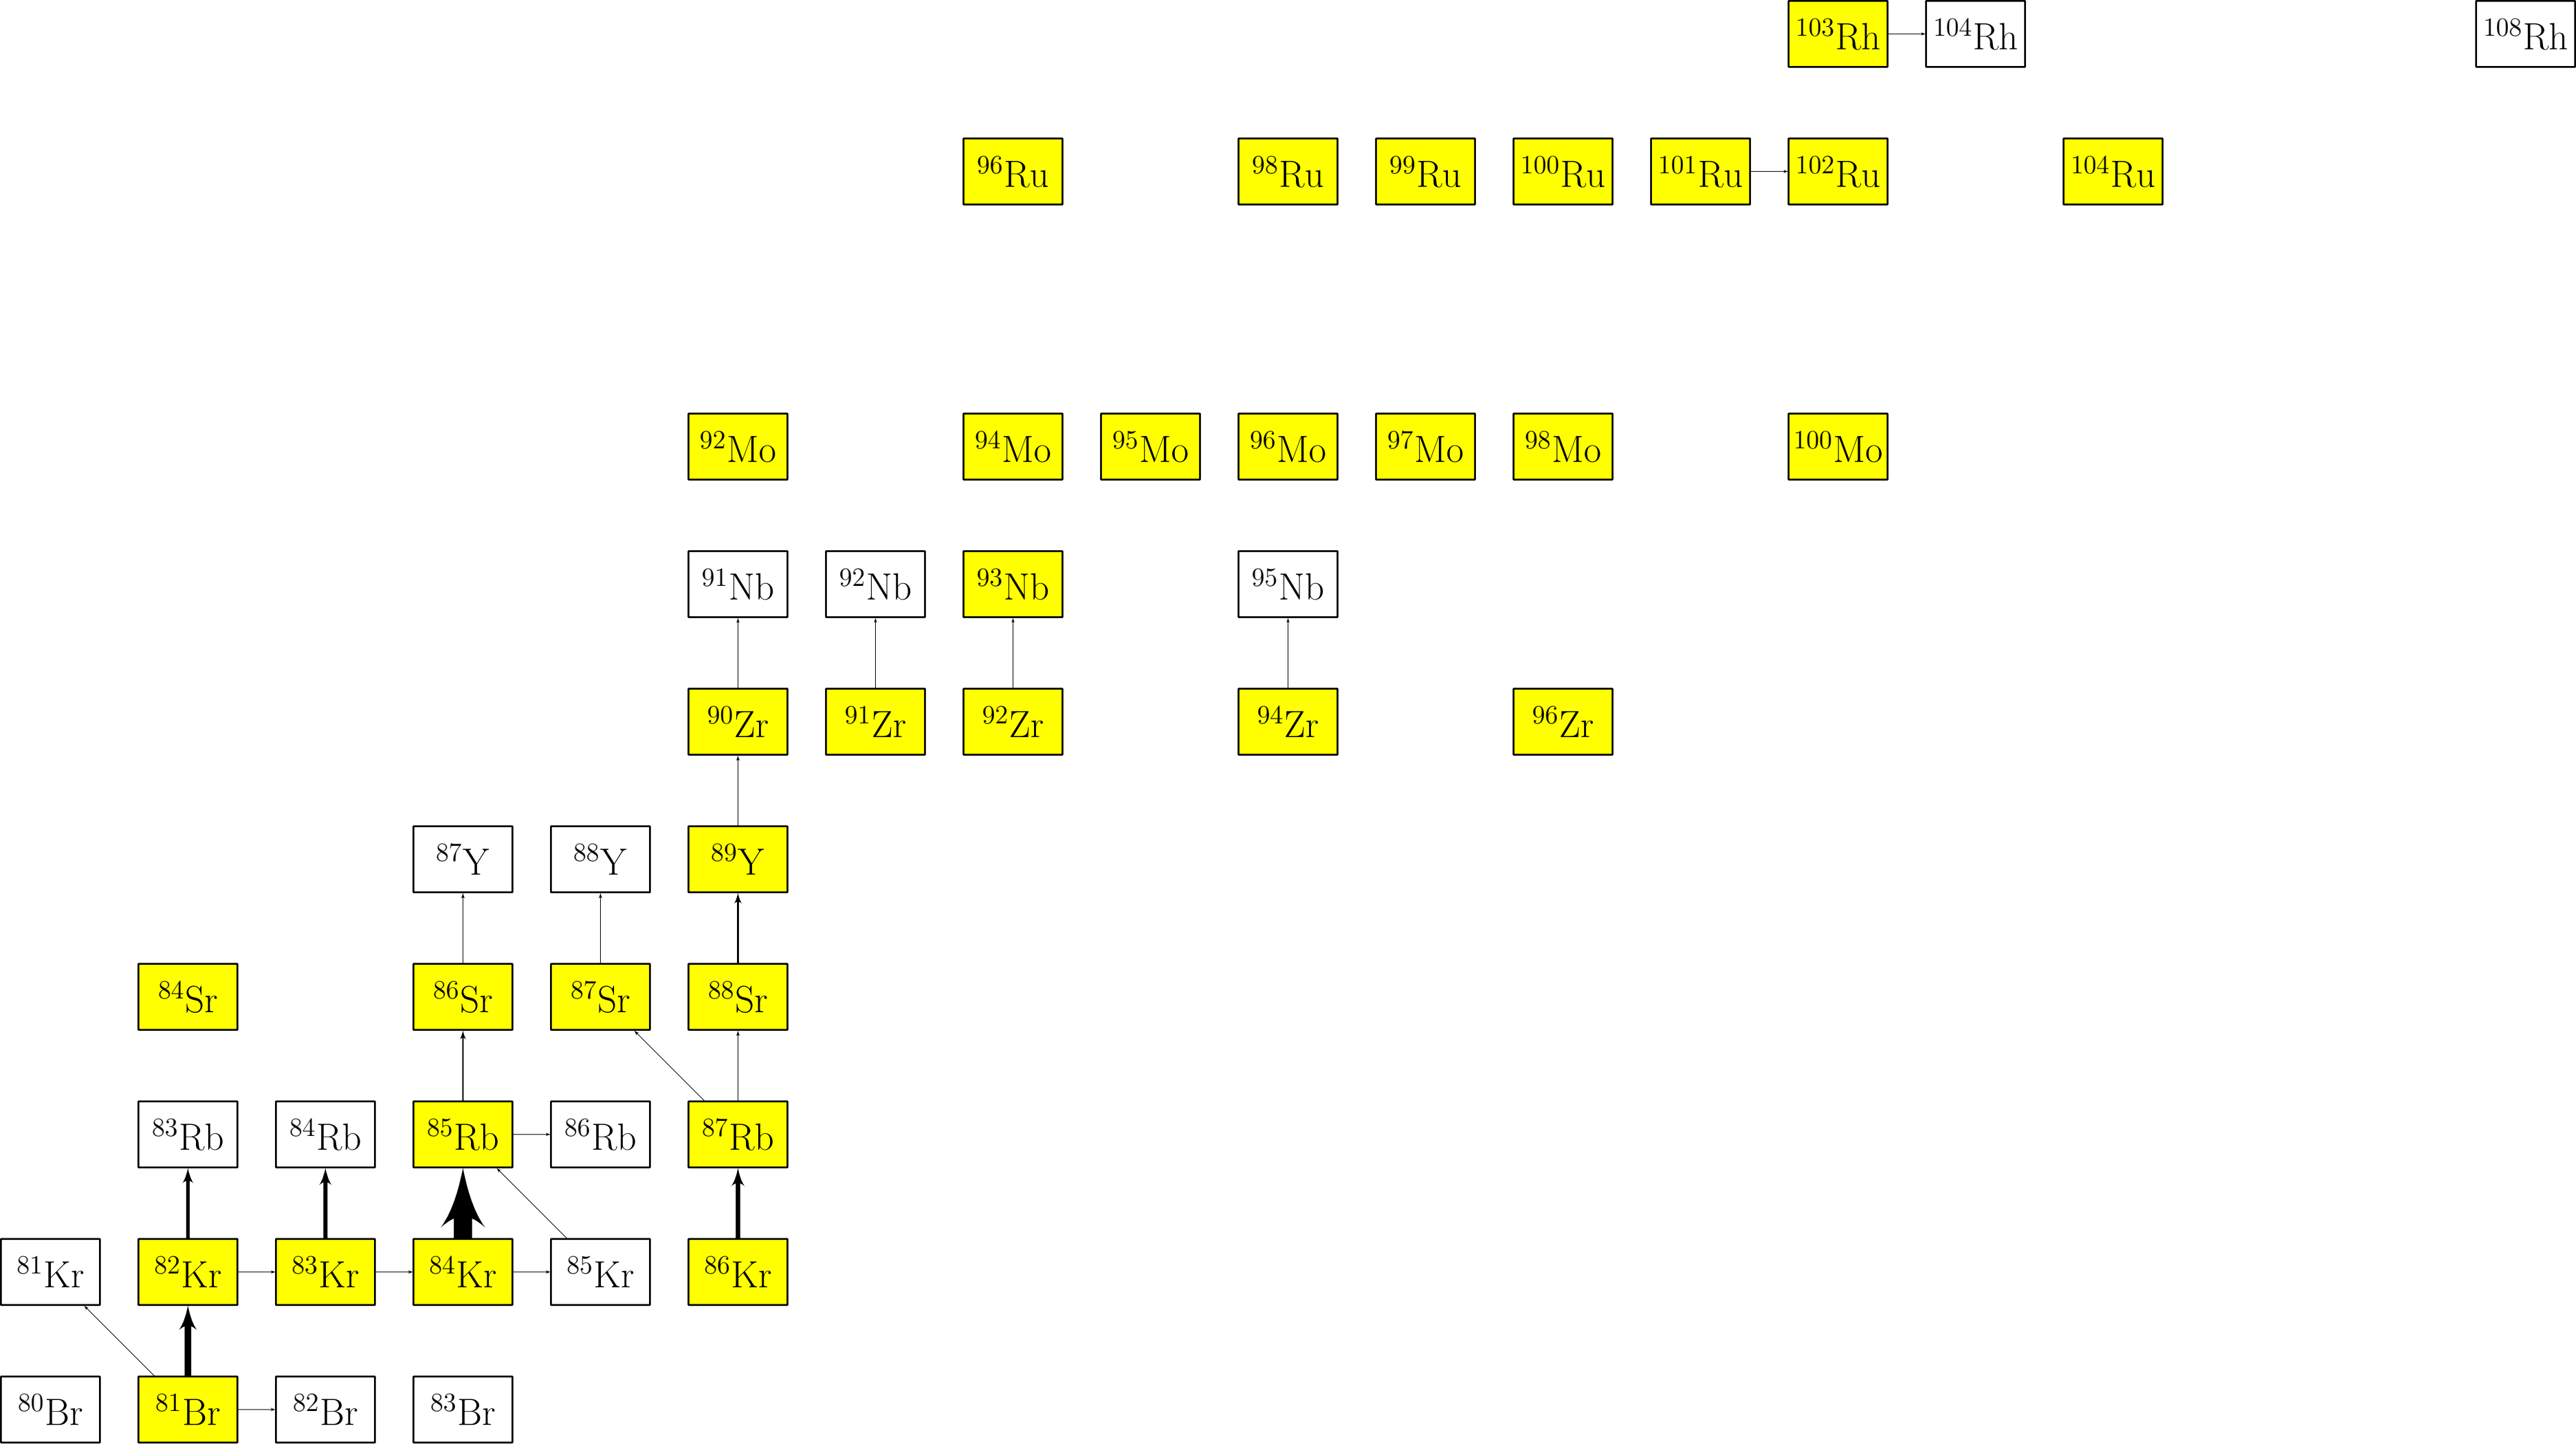 ¹⁰³Rh ¹⁰⁴Rh ¹⁰⁸Rh
⁹⁶Ru ⁹⁸Ru ⁹⁹Ru ¹⁰⁰Ru ¹⁰¹Ru ¹⁰²Ru ¹⁰⁴Ru
⁹²Mo ⁹⁴Mo ⁹⁵Mo ⁹⁶Mo ⁹⁷Mo ⁹⁸Mo ¹⁰⁰Mo
⁹¹Nb ⁹²Nb ⁹³Nb ⁹⁵Nb
⁹⁰Zr ⁹¹Zr ⁹²Zr ⁹⁴Zr ⁹⁶Zr
⁸⁷Y ⁸⁸Y ⁸⁹Y
⁸⁴Sr ⁸⁶Sr ⁸⁷Sr ⁸⁸Sr
⁸³Rb ⁸⁴Rb ⁸⁵Rb ⁸⁶Rb ⁸⁷Rb
⁸¹Kr ⁸²Kr ⁸³Kr ⁸⁴Kr ⁸⁵Kr ⁸⁶Kr
⁸⁰Br ⁸¹Br ⁸²Br ⁸³Br